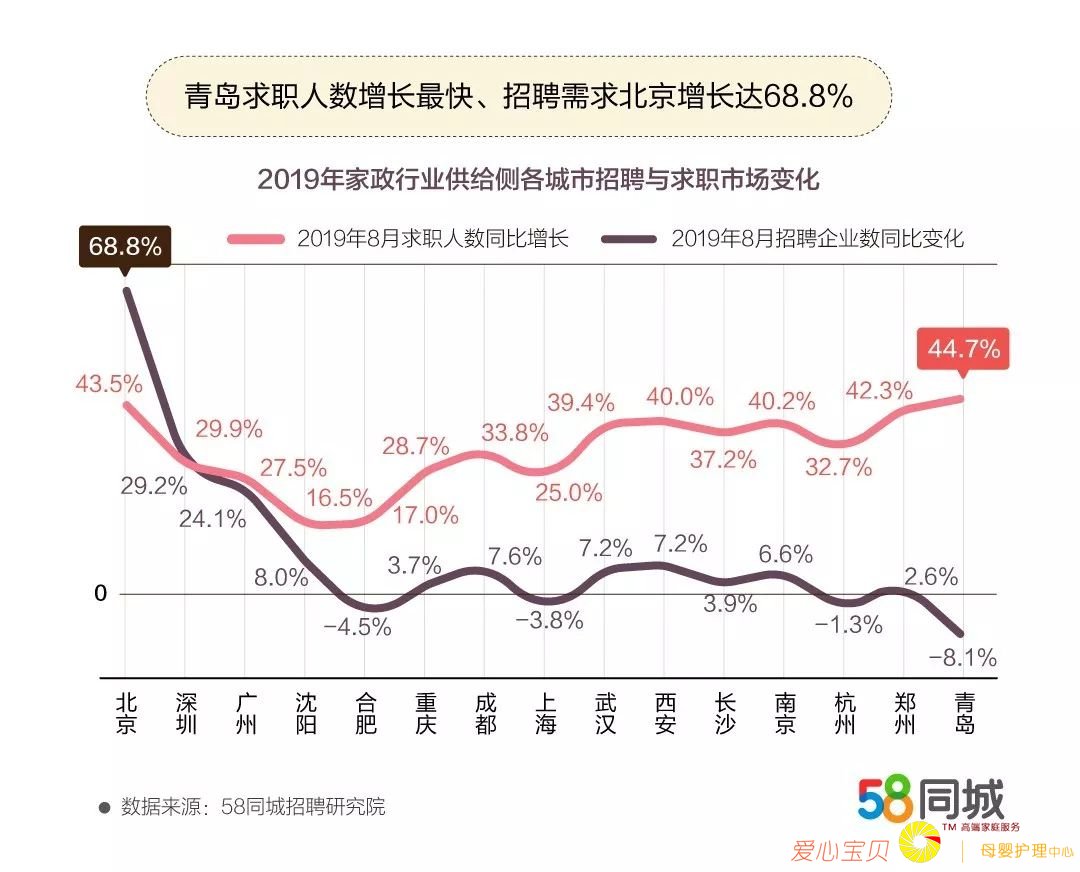 青岛求职人数增长最快、招聘需求北京增长达68.8%
2019年家政行业供给侧各城市招聘与求职市场变化
2019年8月求职人数同比增长 2019年8月招聘企业数同比变化
68.8%
44.7%
43.5% 29.9% 27.5% 16.5% 17.0% 28.7% 33.8% 25.0% 39.4% 40.0% 37.2% 40.2% 32.7% 42.3%
29.2% 24.1% 8.0% −4.5% 3.7% 7.6% −3.8% 7.2% 7.2% 3.9% 6.6% −1.3% 2.6% −8.1%
0
北京 深圳 广州 沈阳 合肥 重庆 成都 上海 武汉 西安 长沙 南京 杭州 郑州 青岛
● 数据来源：58同城招聘研究院
58同城
TM 高端家庭服务
爱心宝贝 | 母婴护理中心